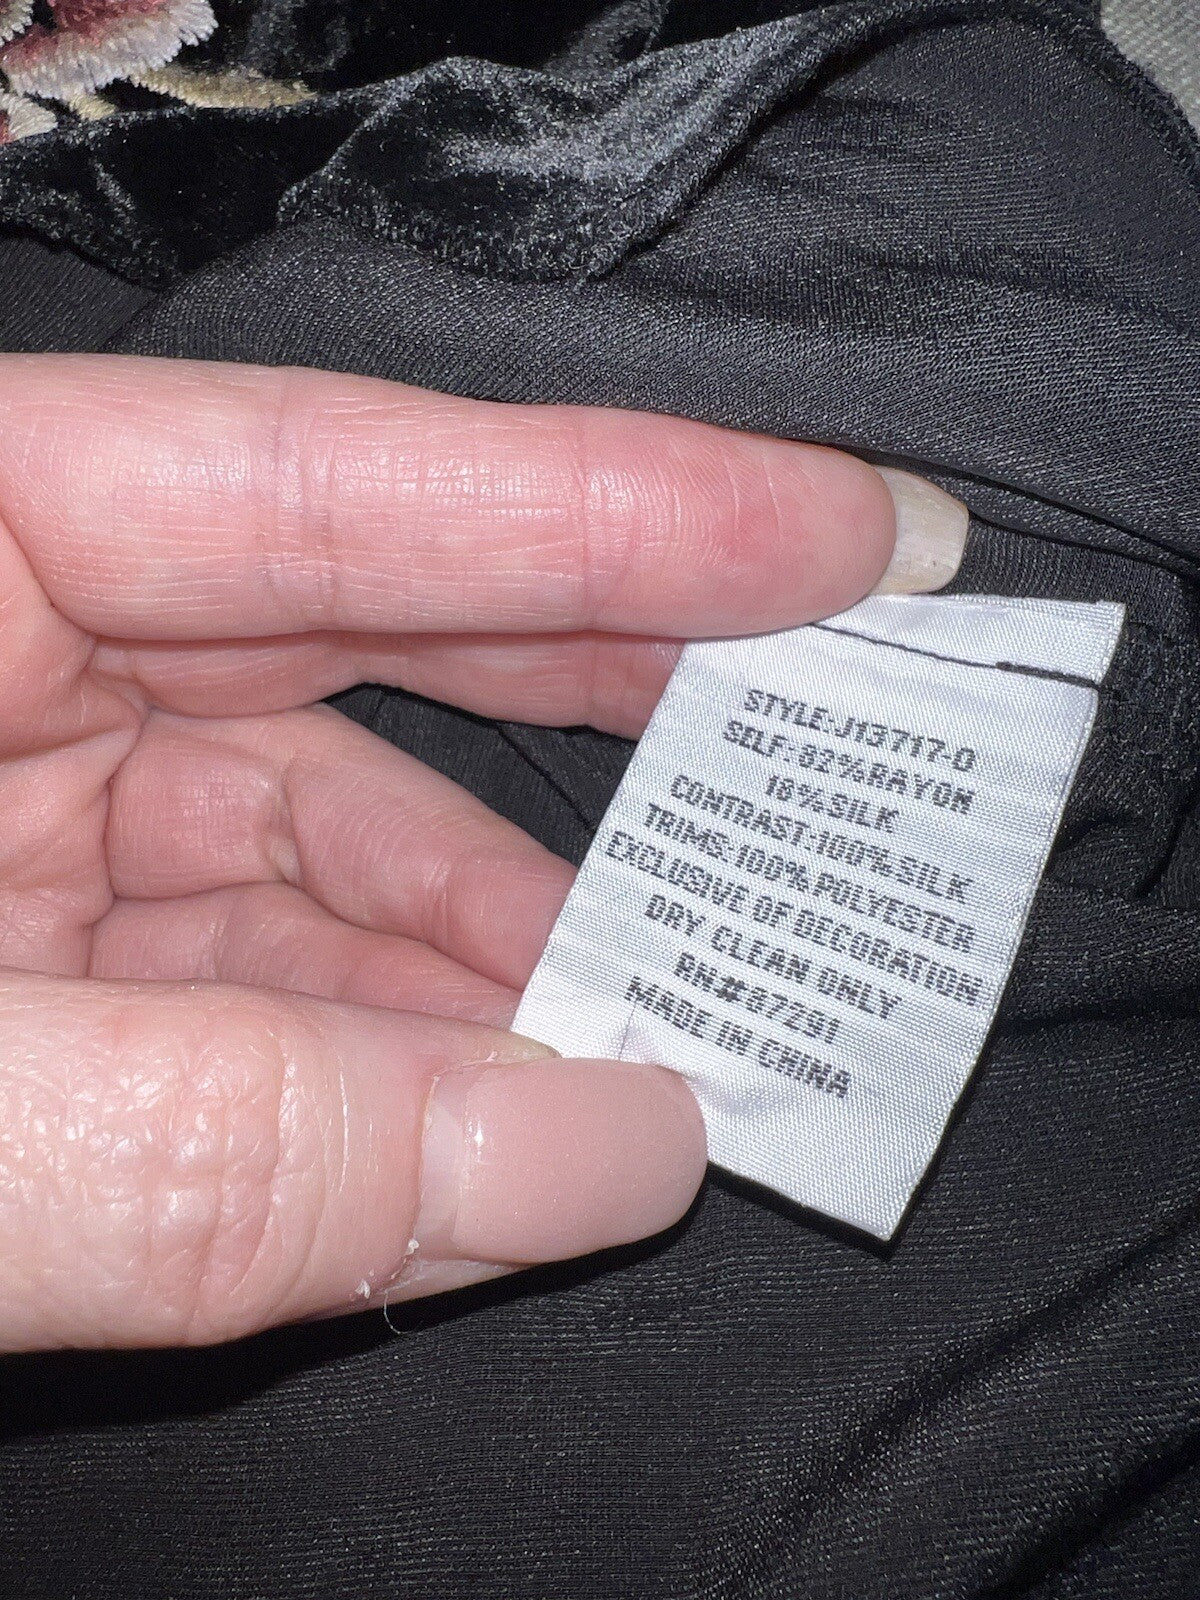 STYLE:J13717-O
SELF:82%RAYON
18%SILK
CONTRAST:100%SILK
TRIMS:100%POLYESTER
EXCLUSIVE OF DECORATION
DRY CLEAN ONLY
RN#87291
MADE IN CHINA